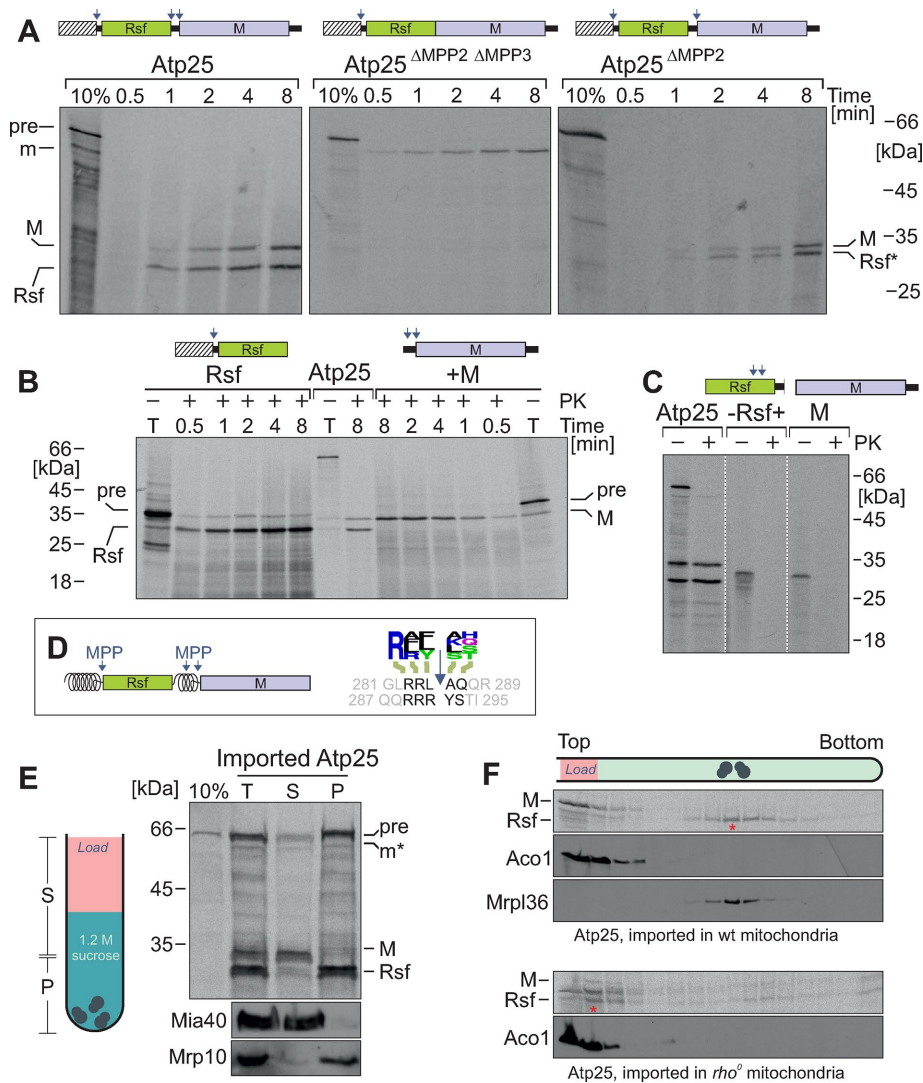 A
Rsf M Rsf M Rsf M
Atp25 Atp25 ΔMPP2 ΔMPP3 Atp25 ΔMPP2
10% 0.5 1 2 4 8 10% 0.5 1 2 4 8 10% 0.5 1 2 4 8 Time [min]
pre
m
M
Rsf
-66
[kDa]
-45
-35
-25
M
Rsf*
B
Rsf M
Rsf Atp25 +M
- + + + + + - + + + + + + - PK
T 0.5 1 2 4 8 T 8 8 2 4 1 0.5 T Time [min]
66 -
[kDa]
45 -
35 -
25 -
18 -
pre
Rsf
pre
M
C
Rsf M
Atp25 -Rsf+ M
- + - + - + PK
-66
[kDa]
-45
-35
-25
-18
D
MPP MPP
Rsf M
281 GLRRL AQQR 289
287 QQRRR YSTI 295
E
Imported Atp25
[kDa] 10% T S P
66 -
45 -
35 -
pre
m*
M
Rsf
Mia40
Mrp10
Load
S
1.2 M
sucrose
P
F
Top Bottom
Load
M-
Rsf-
*
Aco1
Mrpl36
Atp25, imported in wt mitochondria
M-
Rsf-
*
Aco1
Atp25, imported in rho⁰ mitochondria